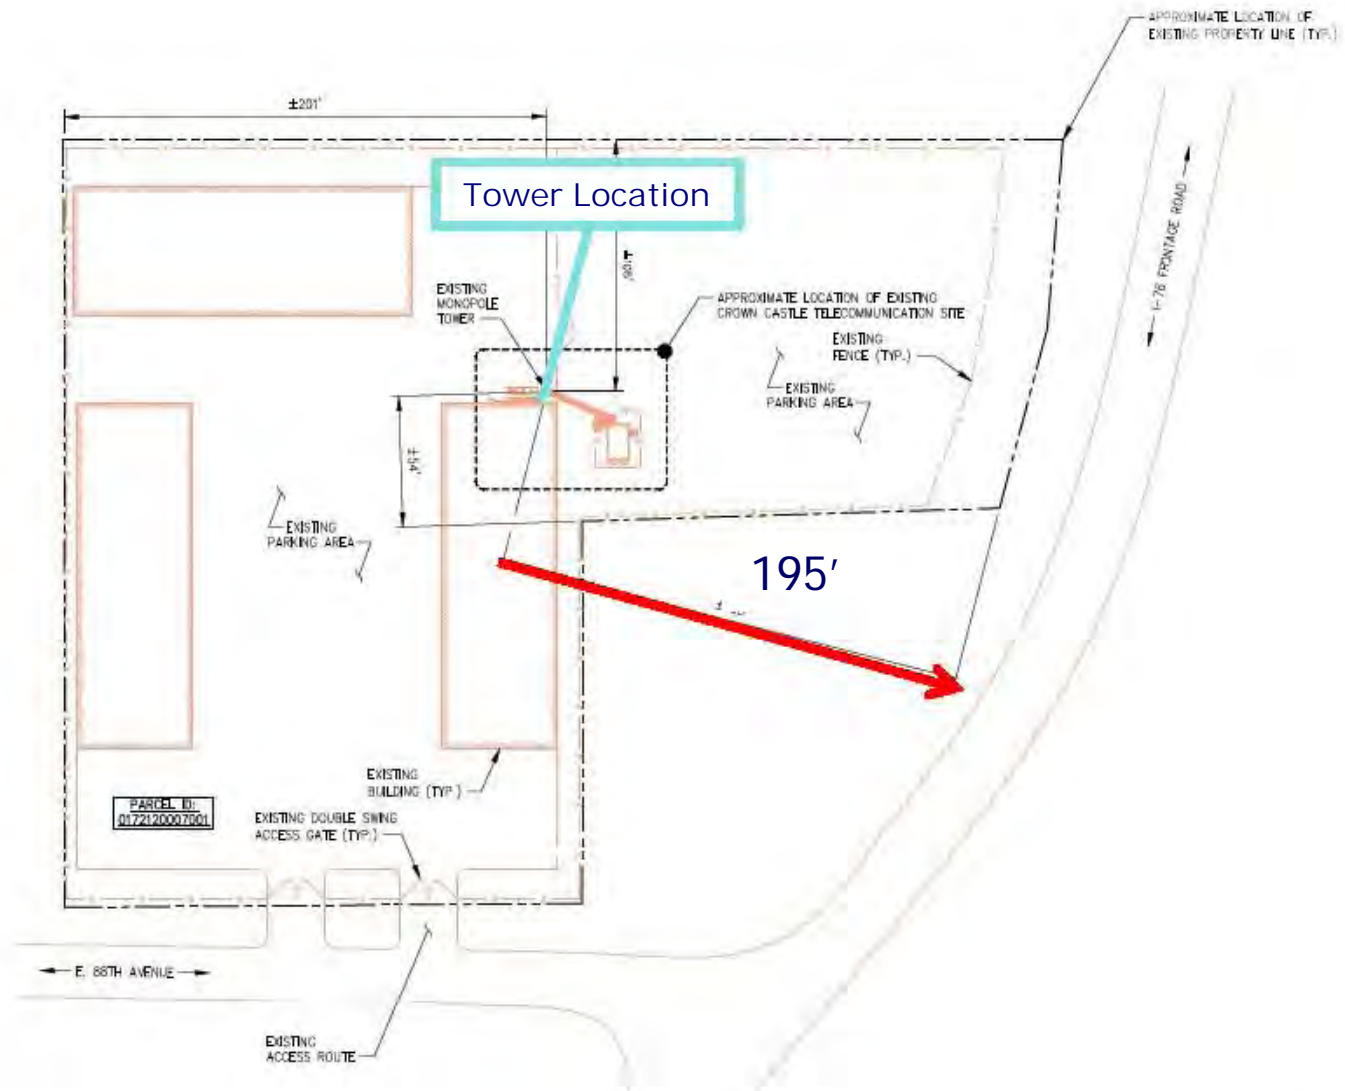 APPROXIMATE LOCATION OF
EXISTING PROPERTY LINE (TYP.)
±201'
Tower Location
I-76 FRONTAGE ROAD
±106'
EXISTING
MONOPOLE
TOWER
APPROXIMATE LOCATION OF EXISTING
CROWN CASTLE TELECOMMUNICATION SITE
EXISTING
FENCE (TYP.)
EXISTING
PARKING AREA
±54'
EXISTING
PARKING AREA
195'
±
EXISTING
BUILDING (TYP.)
PARCEL ID:
0172120007001
EXISTING DOUBLE SWING
ACCESS GATE (TYP.)
E. 88TH AVENUE
EXISTING
ACCESS ROUTE